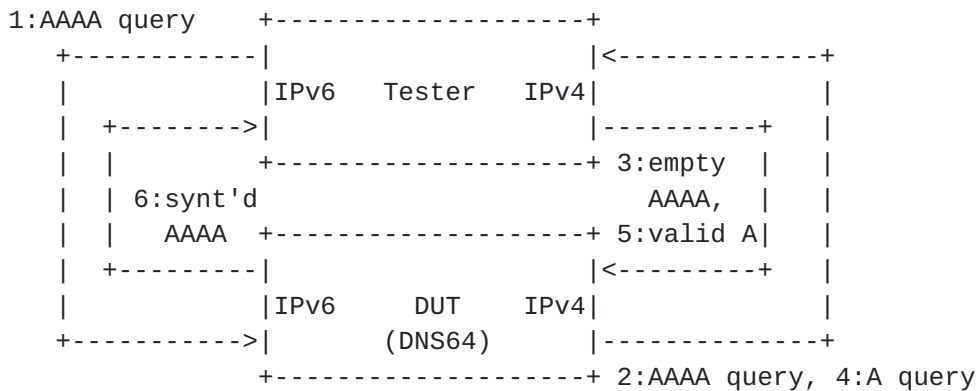 1:AAAA query
IPv6 Tester IPv4
3:empty
6:synt'd AAAA,
AAAA 5:valid A
IPv6 DUT IPv4
(DNS64)
2:AAAA query, 4:A query